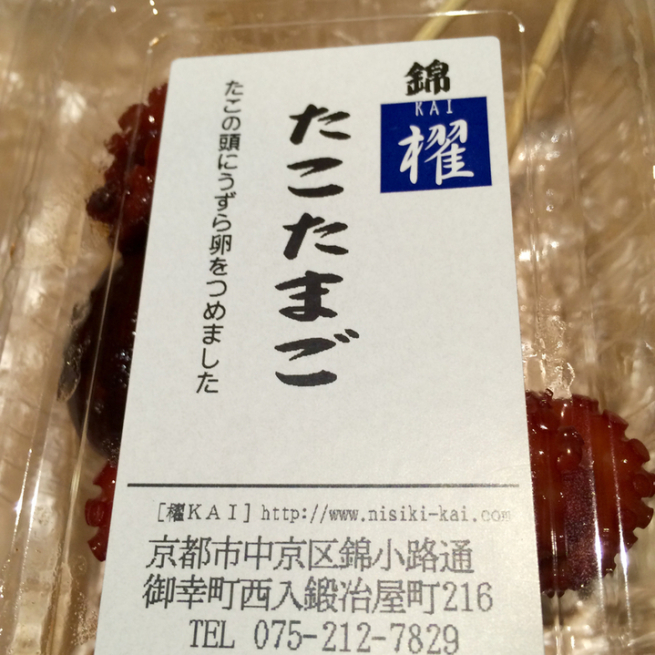 錦
KAI
櫂
たこたまご
たこの頭にうずら卵をつめました
[櫂KAI] http://www.nisiki-kai.com
京都市中京区錦小路通
御幸町西入鍛冶屋町216
TEL 075-212-7829